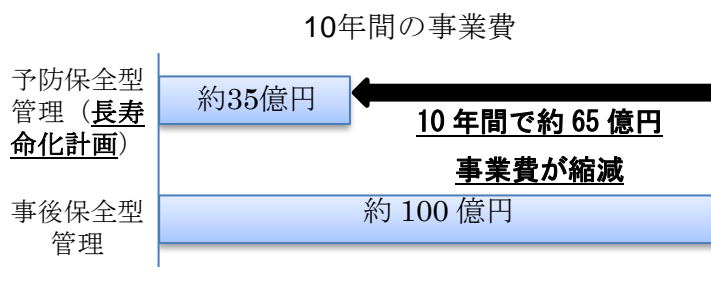 10年間の事業費
予防保全型
管理（長寿
命化計画）
約35億円
10 年間で約 65 億円
事業費が縮減
事後保全型
管理
約 100 億円